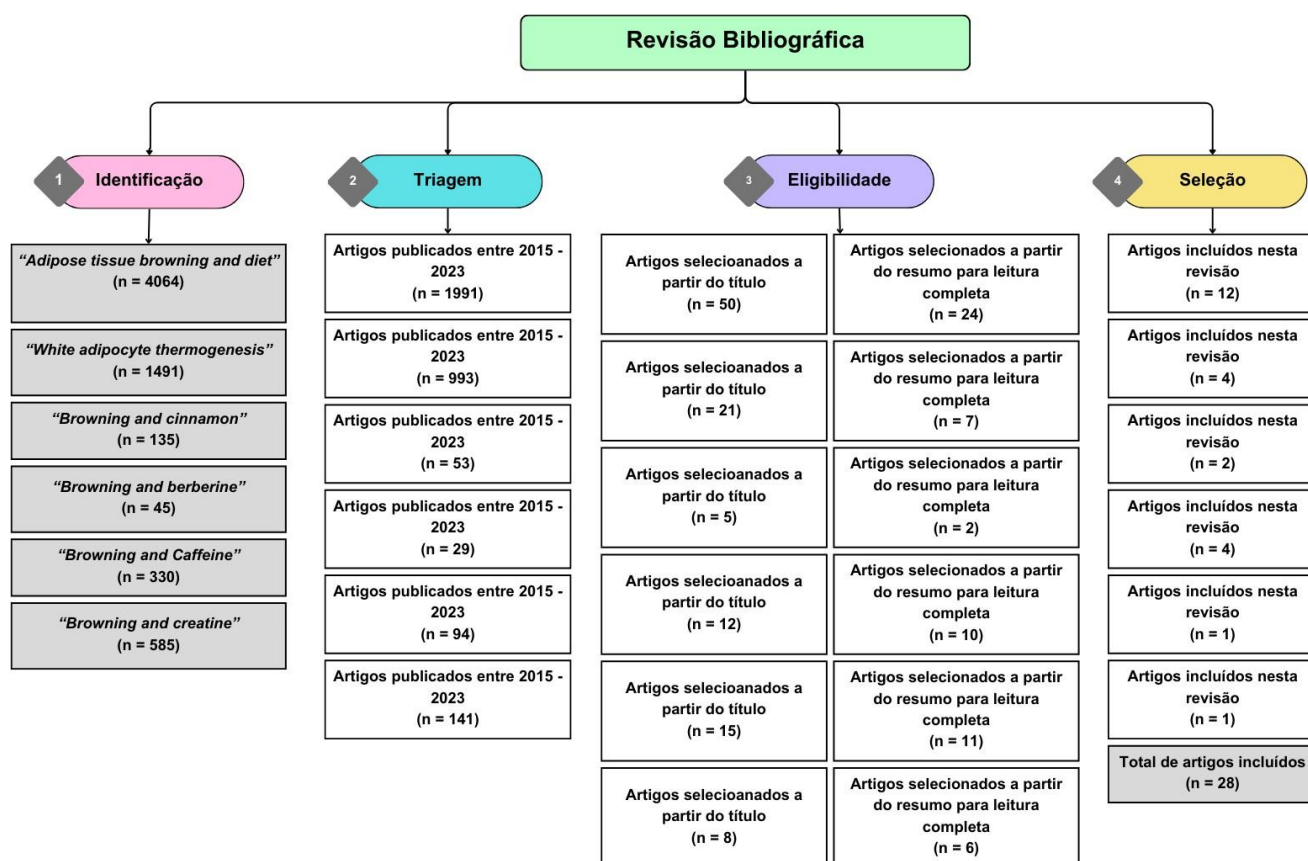 Revisão Bibliográfica
1
Identificação
2
Triagem
3
Eligibilidade
4
Seleção
“Adipose tissue browning and diet”
(n = 4064)
“White adipocyte thermogenesis”
(n = 1491)
“Browning and cinnamon”
(n = 135)
“Browning and berberine”
(n = 45)
“Browning and Caffeine”
(n = 330)
“Browning and creatine”
(n = 585)
Artigos publicados entre 2015 -
2023
(n = 1991)
Artigos publicados entre 2015 -
2023
(n = 993)
Artigos publicados entre 2015 -
2023
(n = 53)
Artigos publicados entre 2015 -
2023
(n = 29)
Artigos publicados entre 2015 -
2023
(n = 94)
Artigos publicados entre 2015 -
2023
(n = 141)
Artigos selecioanados a
partir do título
(n = 50)
Artigos selecioanados a
partir do título
(n = 21)
Artigos selecioanados a
partir do título
(n = 5)
Artigos selecioanados a
partir do título
(n = 12)
Artigos selecioanados a
partir do título
(n = 15)
Artigos selecioanados a
partir do título
(n = 8)
Artigos selecionados a partir
do resumo para leitura
completa
(n = 24)
Artigos selecionados a partir
do resumo para leitura
completa
(n = 7)
Artigos selecionados a partir
do resumo para leitura
completa
(n = 2)
Artigos selecionados a partir
do resumo para leitura
completa
(n = 10)
Artigos selecionados a partir
do resumo para leitura
completa
(n = 11)
Artigos selecionados a partir
do resumo para leitura
completa
(n = 6)
Artigos incluídos nesta
revisão
(n = 12)
Artigos incluídos nesta
revisão
(n = 4)
Artigos incluídos nesta
revisão
(n = 2)
Artigos incluídos nesta
revisão
(n = 4)
Artigos incluídos nesta
revisão
(n = 1)
Artigos incluídos nesta
revisão
(n = 1)
Total de artigos incluídos
(n = 28)